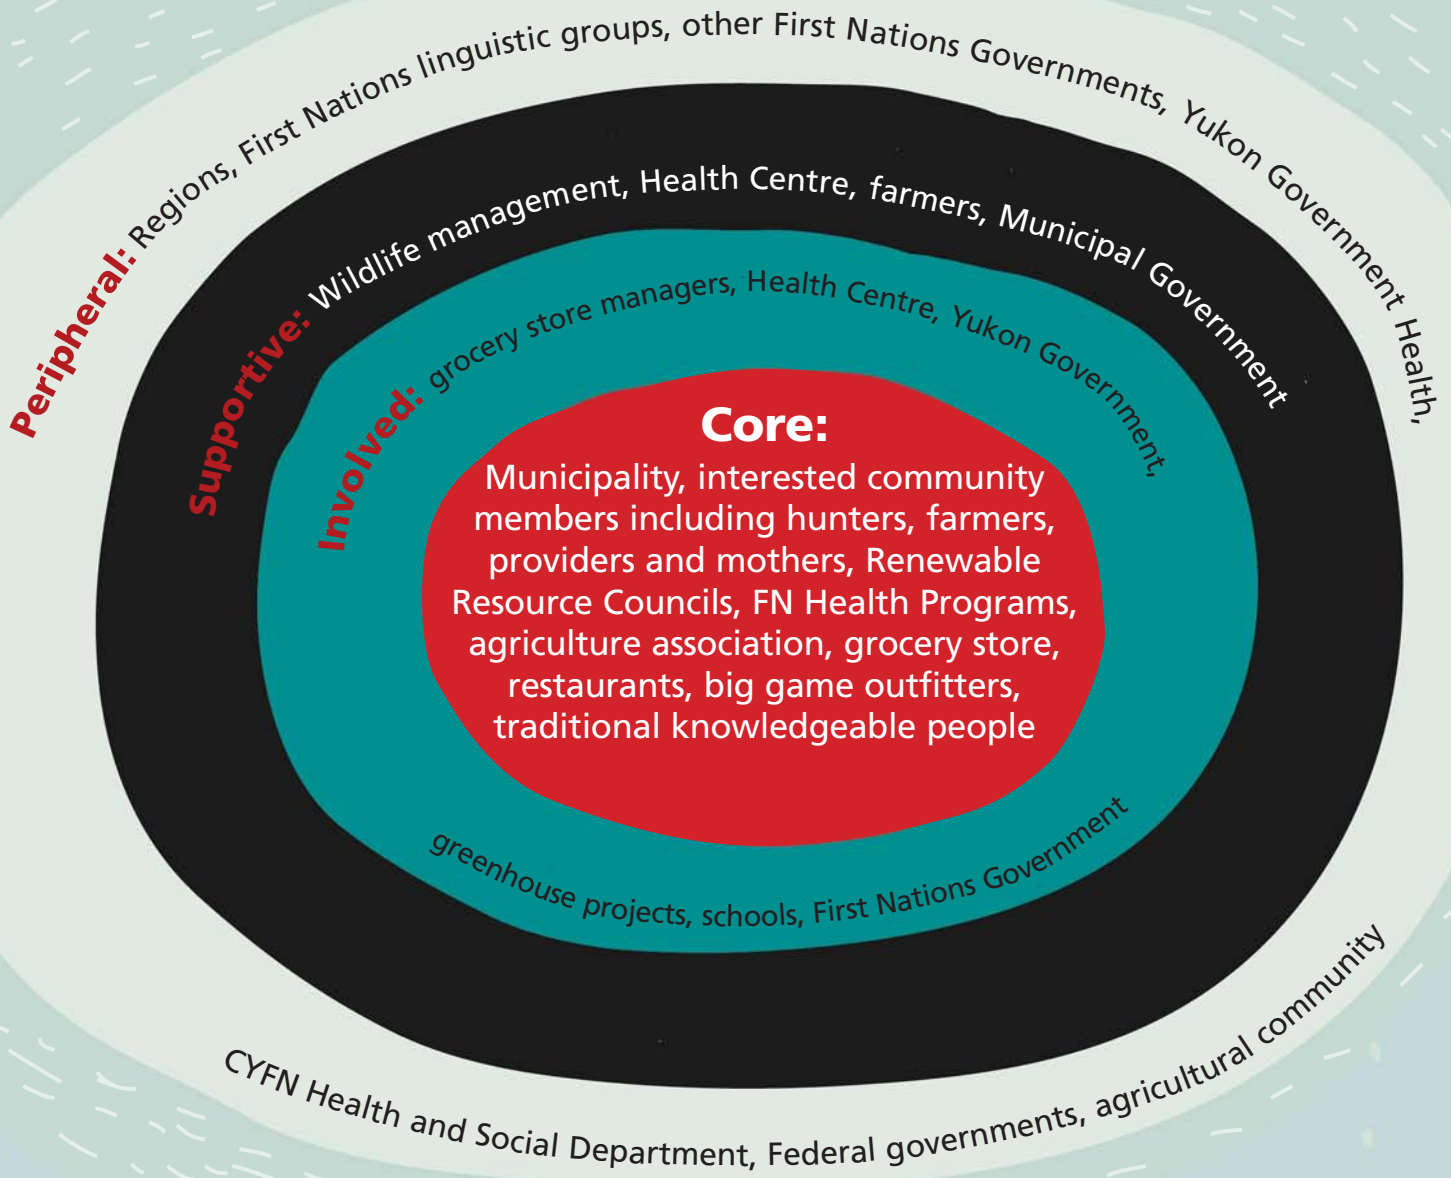 Peripheral: Regions, First Nations linguistic groups, other First Nations Governments, Yukon Government Health,
CYFN Health and Social Department, Federal governments, agricultural community
Supportive: Wildlife management, Health Centre, farmers, Municipal Government
Involved: grocery store managers, Health Centre, Yukon Government,
greenhouse projects, schools, First Nations Government
Core:
Municipality, interested community
members including hunters, farmers,
providers and mothers, Renewable
Resource Councils, FN Health Programs,
agriculture association, grocery store,
restaurants, big game outfitters,
traditional knowledgeable people